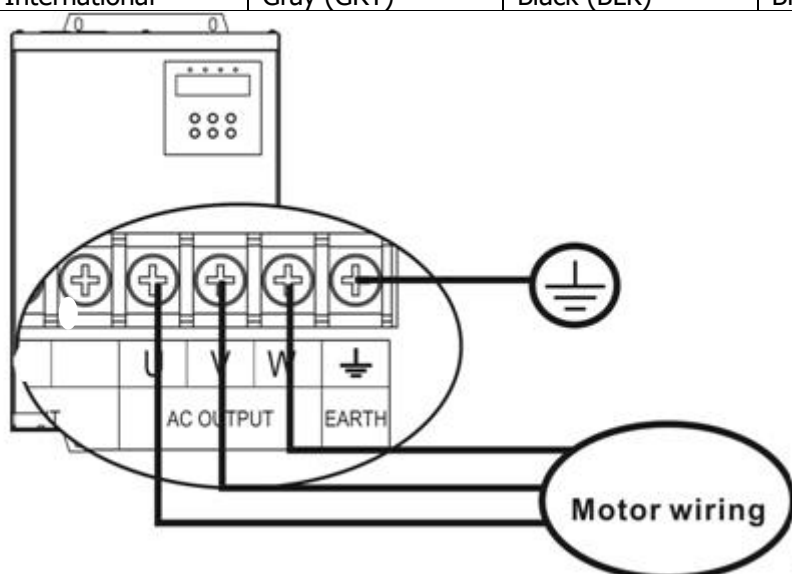 International Gray (GRY) Black (BLK)
U V W
AC OUTPUT EARTH
Motor wiring